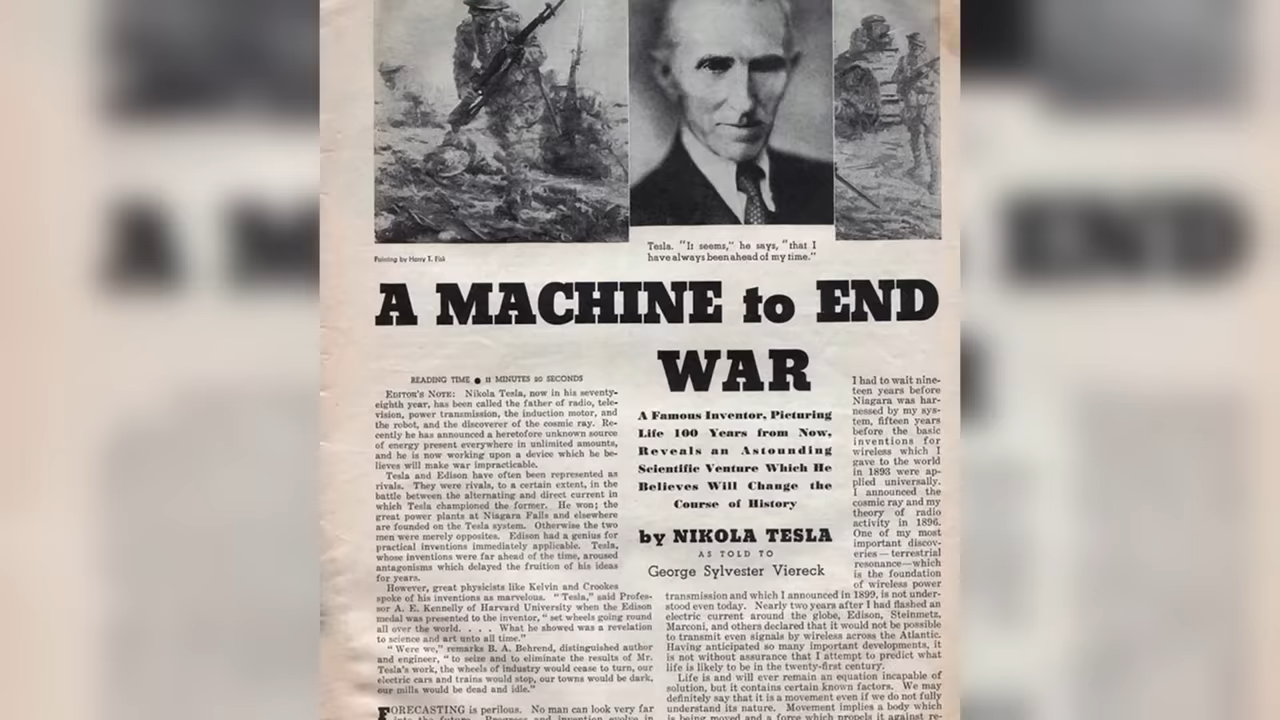 Painting by Harry T. Fisk
Tesla. "It seems," he says, "that I
have always been ahead of my time."
A MACHINE to END
WAR
READING TIME ● 11 MINUTES 20 SECONDS
EDITOR'S NOTE: Nikola Tesla, now in his seventy-
eighth year, has been called the father of radio, tele-
vision, power transmission, the induction motor, and
the robot, and the discoverer of the cosmic ray. Re-
cently he has announced a heretofore unknown source
of energy present everywhere in unlimited amounts,
and he is now working upon a device which he be-
lieves will make war impracticable.
Tesla and Edison have often been represented as
rivals. They were rivals, to a certain extent, in the
battle between the alternating and direct current in
which Tesla championed the former. He won; the
great power plants at Niagara Falls and elsewhere
are founded on the Tesla system. Otherwise the two
men were merely opposites. Edison had a genius for
practical inventions immediately applicable. Tesla,
whose inventions were far ahead of the time, aroused
antagonisms which delayed the fruition of his ideas
for years.
However, great physicists like Kelvin and Crookes
spoke of his inventions as marvelous. "Tesla," said Profes-
sor A. E. Kennelly of Harvard University when the Edison
medal was presented to the inventor, "set wheels going round
all over the world. . . . What he showed was a revelation
to science and art unto all time."
"Were we," remarks B. A. Behrend, distinguished author
and engineer, "to seize and to eliminate the results of Mr.
Tesla's work, the wheels of industry would cease to turn, our
electric cars and trains would stop, our towns would be dark,
our mills would be dead and idle."
FORECASTING is perilous. No man can look very far
into the future. Progress and invention evolve in
A Famous Inventor, Picturing
Life 100 Years from Now,
Reveals an Astounding
Scientific Venture Which He
Believes Will Change the
Course of History
by NIKOLA TESLA
AS TOLD TO
George Sylvester Viereck
I had to wait nine-
teen years before
Niagara was har-
nessed by my sys-
tem, fifteen years
before the basic
inventions for
wireless which I
gave to the world
in 1893 were ap-
plied universally.
I announced the
cosmic ray and my
theory of radio
activity in 1896.
One of my most
important discov-
eries—terrestrial
resonance—which
is the foundation
of wireless power
transmission and which I announced in 1899, is not under-
stood even today. Nearly two years after I had flashed an
electric current around the globe, Edison, Steinmetz,
Marconi, and others declared that it would not be possible
to transmit even signals by wireless across the Atlantic.
Having anticipated so many important developments, it
is not without assurance that I attempt to predict what
life is likely to be in the twenty-first century.
Life is and will ever remain an equation incapable of
solution, but it contains certain known factors. We may
definitely say that it is a movement even if we do not fully
understand its nature. Movement implies a body which
is being moved and a force which propels it against re-